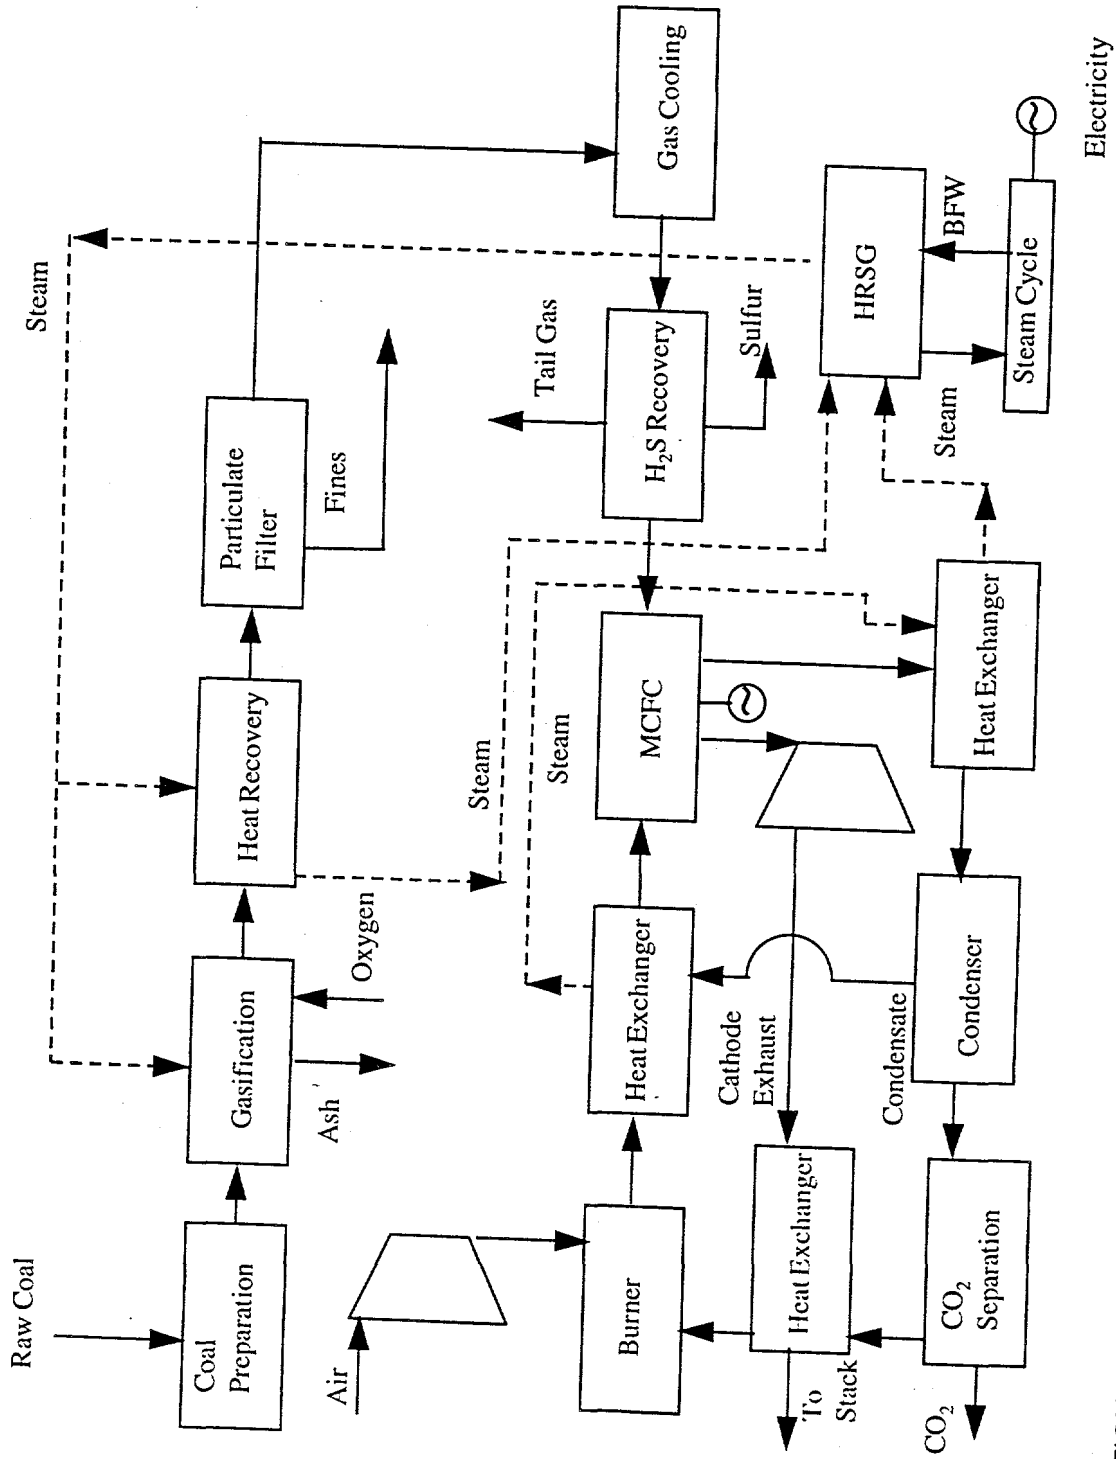 Raw Coal
Steam
Coal
Preparation
Gasification
Heat Recovery
Particulate
Filter
Ash
Oxygen
Fines
Air
Steam
Steam
Tail Gas
Burner
Heat Exchanger
MCFC
H₂S Recovery
Gas Cooling
Cathode
Exhaust
Sulfur
To
Stack
Heat Exchanger
HRSG
Condensate
Steam
BFW
CO₂
CO₂
Separation
Condenser
Heat Exchanger
Steam Cycle
Electricity